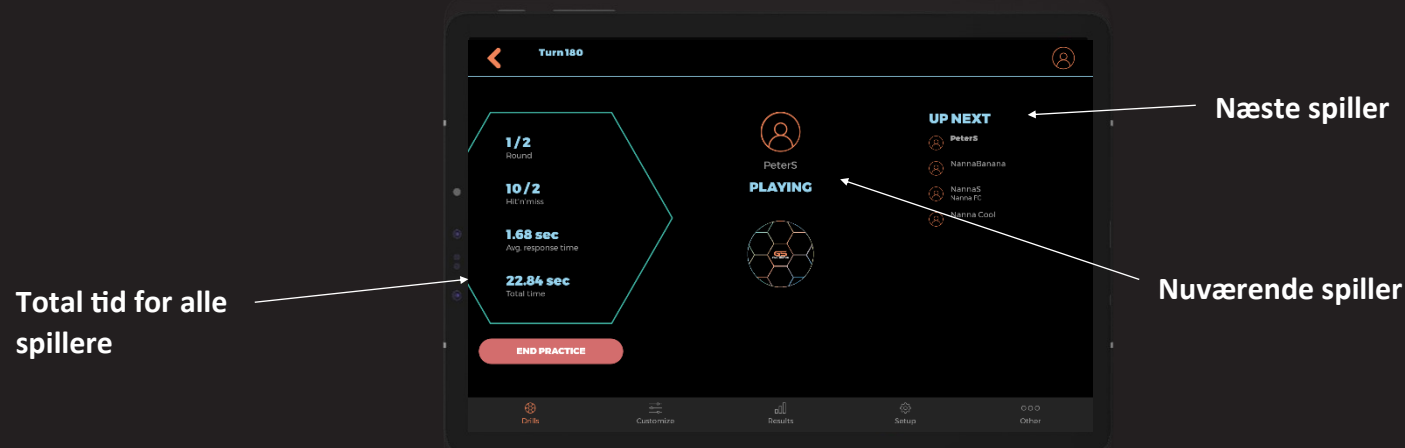 Turn 180
1/2
Round
10/2
Hit'n'miss
1.68 sec
Avg. response time
22.84 sec
Total time
END PRACTICE
PeterS
PLAYING
UP NEXT
PeterS
NannaBanana
NannaS
Nanna FC
Nanna Cool
Drills
Customize
Results
Setup
Other
Næste spiller
Nuværende spiller
Total tid for alle
spillere